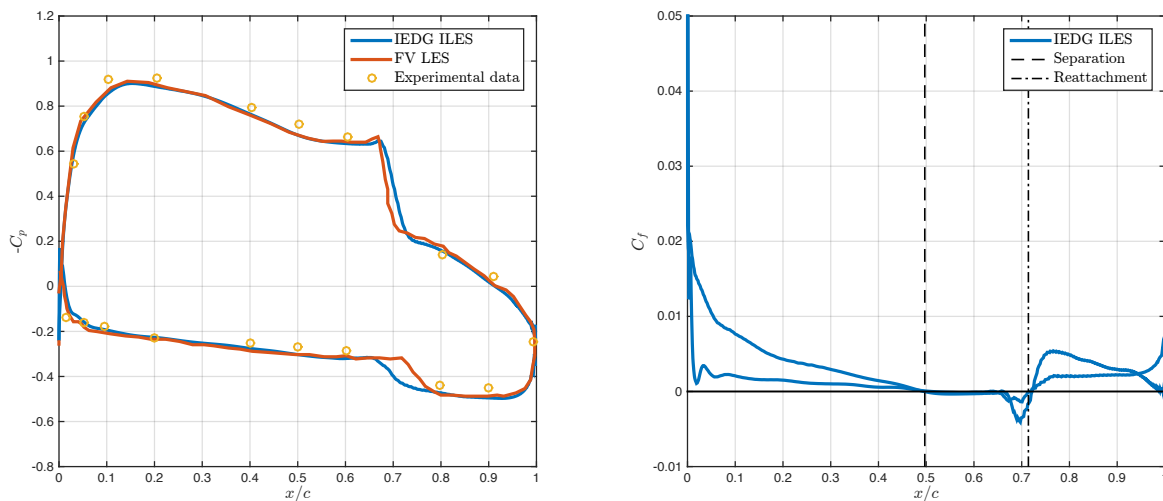 1.2
1
0.8
0.6
0.4
0.2
0
-0.2
-0.4
-0.6
-0.8
-C_p
0 0.1 0.2 0.3 0.4 0.5 0.6 0.7 0.8 0.9 1
x/c
IEDG ILES
FV LES
Experimental data
0.05
0.04
0.03
0.02
0.01
0
-0.01
C_f
0 0.1 0.2 0.3 0.4 0.5 0.6 0.7 0.8 0.9
x/c
IEDG ILES
Separation
Reattachment